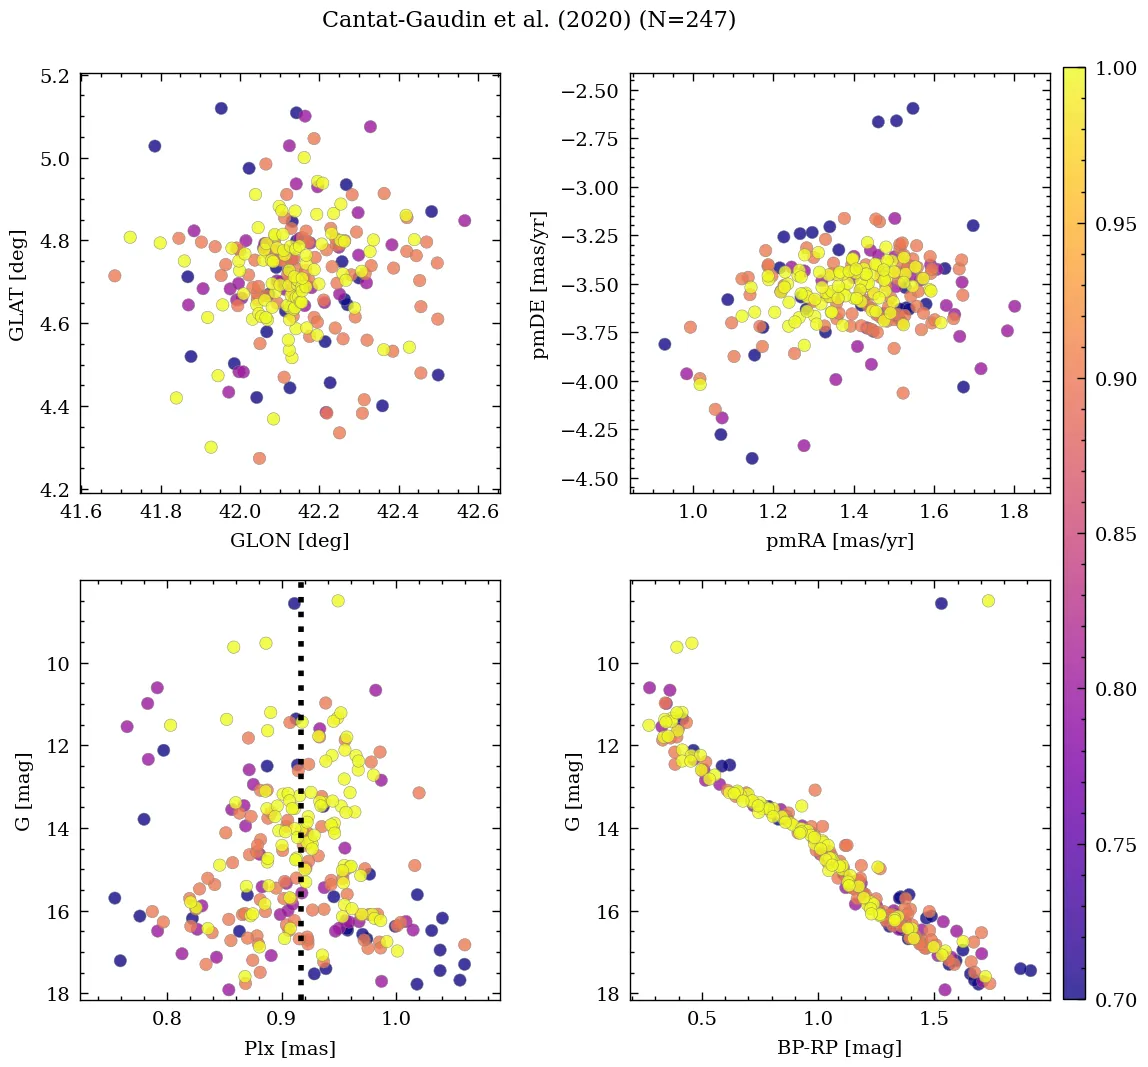 Cantat-Gaudin et al. (2020) (N=247)
5.2
5.0
4.8
4.6
4.4
4.2
GLAT [deg]
41.6 41.8 42.0 42.2 42.4 42.6
GLON [deg]
−2.50
−2.75
−3.00
−3.25
−3.50
−3.75
−4.00
−4.25
−4.50
pmDE [mas/yr]
1.0 1.2 1.4 1.6 1.8
pmRA [mas/yr]
10
12
14
16
18
G [mag]
0.8 0.9 1.0
Plx [mas]
10
12
14
16
18
G [mag]
0.5 1.0 1.5
BP-RP [mag]
1.00
0.95
0.90
0.85
0.80
0.75
0.70